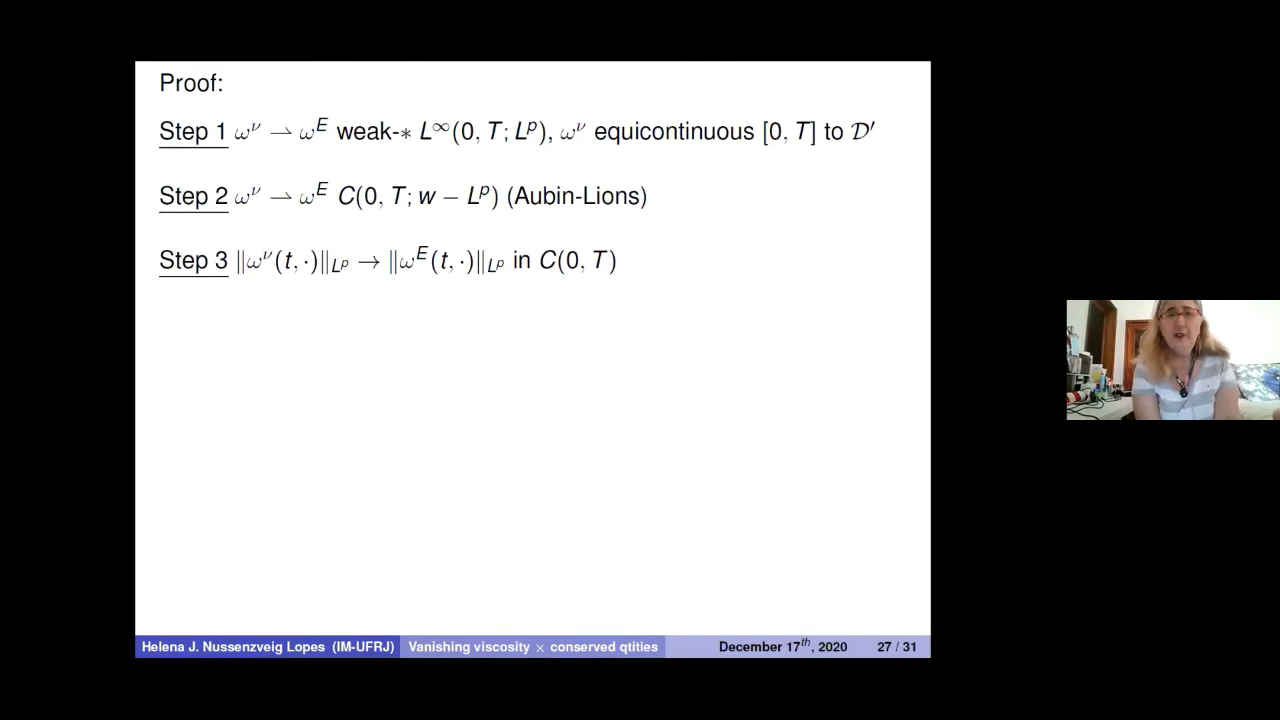 Proof:
Step 1 ω^ν ⇀ ω^E weak-∗ L^∞(0, T; L^p), ω^ν equicontinuous [0, T] to 𝒟′
Step 2 ω^ν ⇀ ω^E C(0, T; w − L^p) (Aubin-Lions)
Step 3 ‖ω^ν(t, ·)‖_{L^p} → ‖ω^E(t, ·)‖_{L^p} in C(0, T)
Helena J. Nussenzveig Lopes (IM-UFRJ) Vanishing viscosity × conserved qtities December 17^{th}, 2020 27 / 31